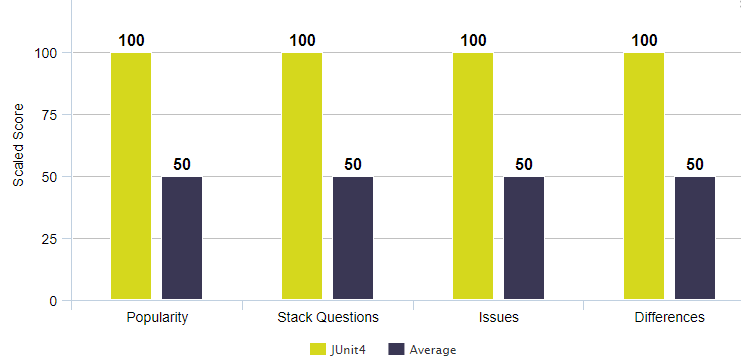 100 100 100 100
100
75
50 50 50 50
50
25
0
Scaled Score
Popularity Stack Questions Issues Differences
JUnit4 Average